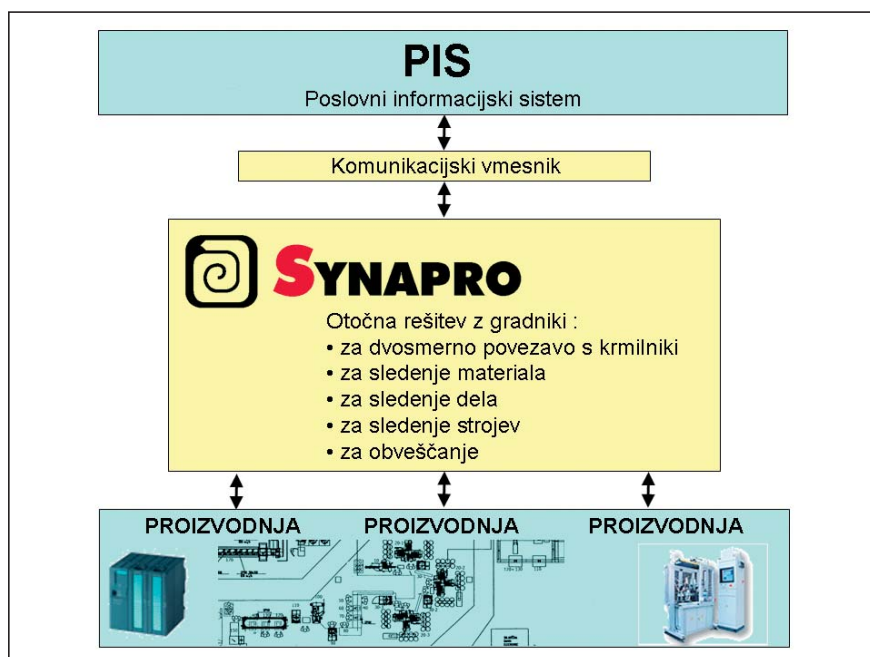 PIS
Poslovni informacijski sistem
Komunikacijski vmesnik
SYNAPRO
Otočna rešitev z gradniki :
• za dvosmerno povezavo s krmilniki
• za sledenje materiala
• za sledenje dela
• za sledenje strojev
• za obveščanje
PROIZVODNJA PROIZVODNJA PROIZVODNJA